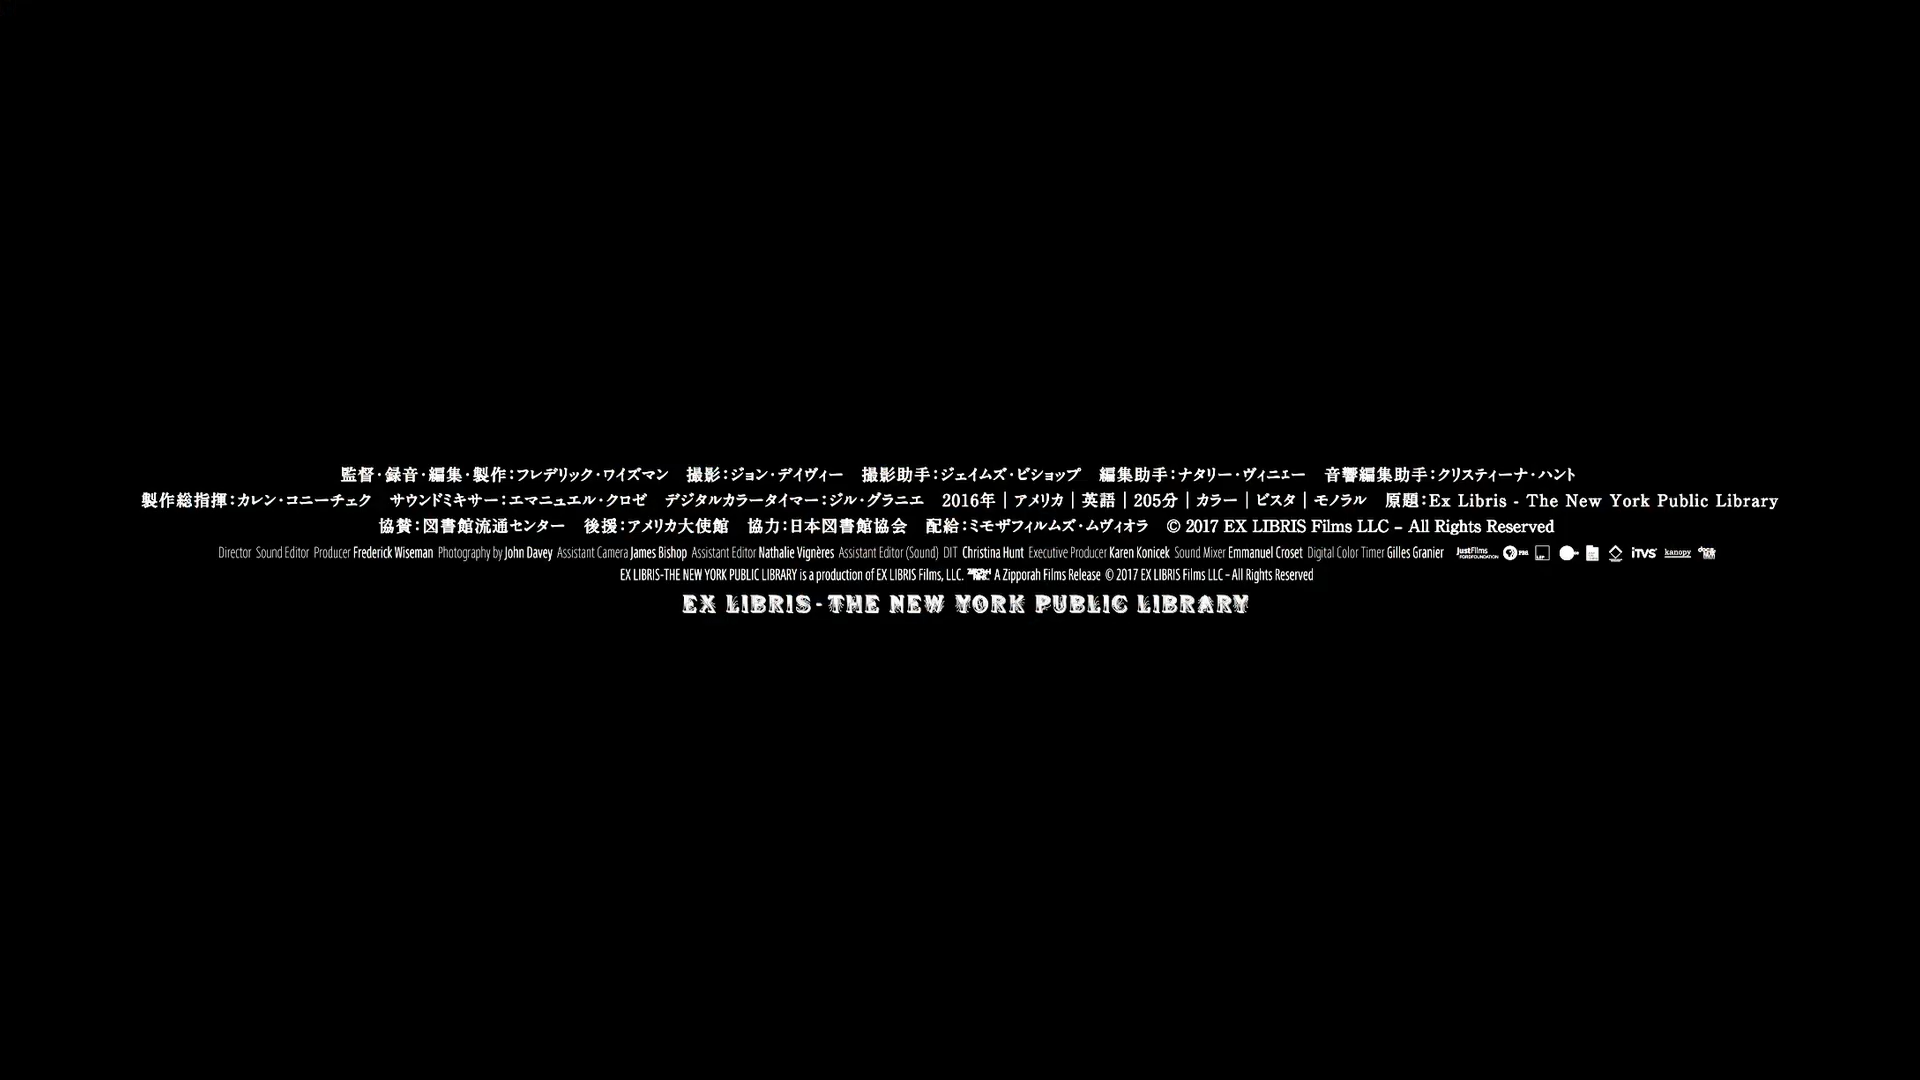 監督・録音・編集・製作：フレデリック・ワイズマン　撮影：ジョン・デイヴィー　撮影助手：ジェイムズ・ビショップ　編集助手：ナタリー・ヴィニェー　音響編集助手：クリスティーナ・ハント
製作総指揮：カレン・コニーチェク　サウンドミキサー：エマニュエル・クロゼ　デジタルカラータイマー：ジル・グラニエ　2016年｜アメリカ｜英語｜205分｜カラー｜ビスタ｜モノラル　原題：Ex Libris - The New York Public Library
協賛：図書館流通センター　後援：アメリカ大使館　協力：日本図書館協会　配給：ミモザフィルムズ・ムヴィオラ　© 2017 EX LIBRIS Films LLC – All Rights Reserved
Director Sound Editor Producer Frederick Wiseman Photography by John Davey Assistant Camera James Bishop Assistant Editor Nathalie Vignères Assistant Editor (Sound) DIT Christina Hunt Executive Producer Karen Konicek Sound Mixer Emmanuel Croset Digital Color Timer Gilles Granier JustFilms FORDFOUNDATION PBS LEF iTVS kanopy
EX LIBRIS-THE NEW YORK PUBLIC LIBRARY is a production of EX LIBRIS Films, LLC. A Zipporah Films Release © 2017 EX LIBRIS Films LLC – All Rights Reserved
EX LIBRIS-THE NEW YORK PUBLIC LIBRARY